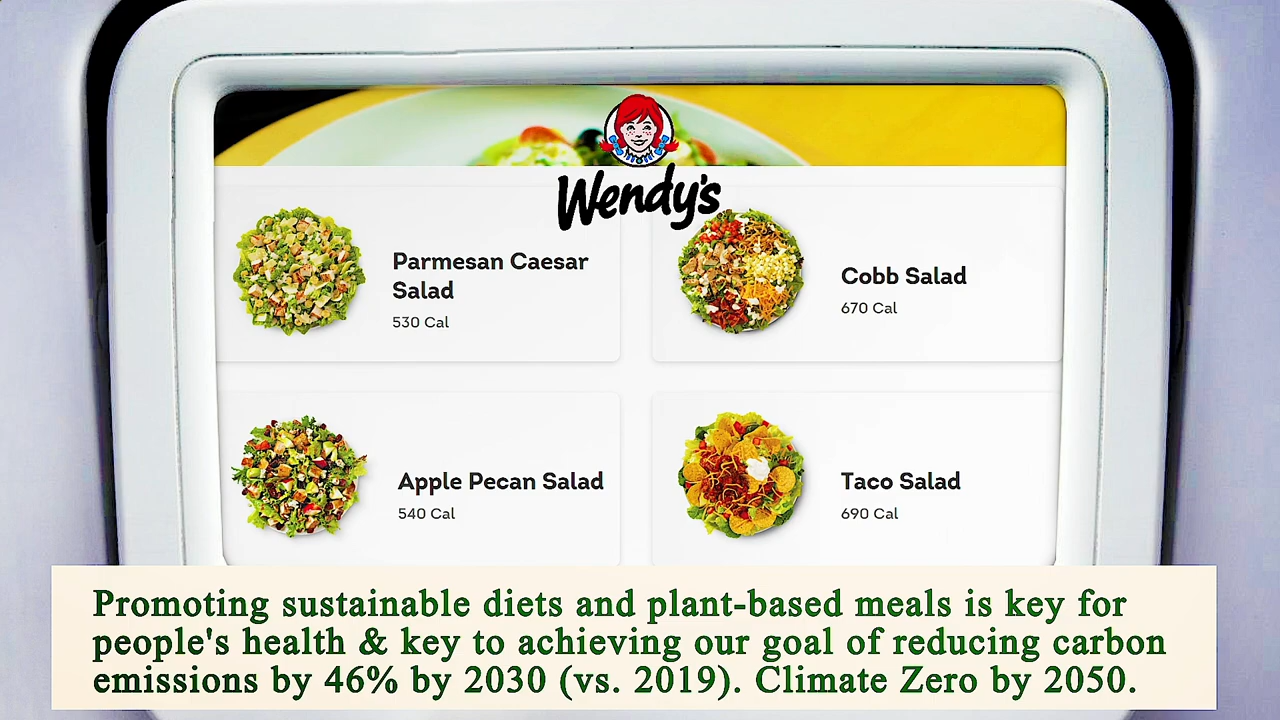 Wendy's
Parmesan Caesar
Salad
530 Cal
Cobb Salad
670 Cal
Apple Pecan Salad
540 Cal
Taco Salad
690 Cal
Promoting sustainable diets and plant-based meals is key for
people's health & key to achieving our goal of reducing carbon
emissions by 46% by 2030 (vs. 2019). Climate Zero by 2050.